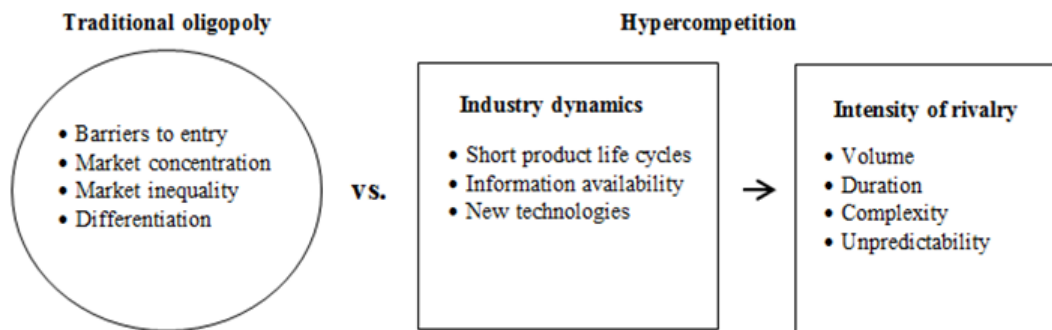 Traditional oligopoly
Hypercompetition
• Barriers to entry
• Market concentration
• Market inequality
• Differentiation
vs.
Industry dynamics
• Short product life cycles
• Information availability
• New technologies
Intensity of rivalry
• Volume
• Duration
• Complexity
• Unpredictability